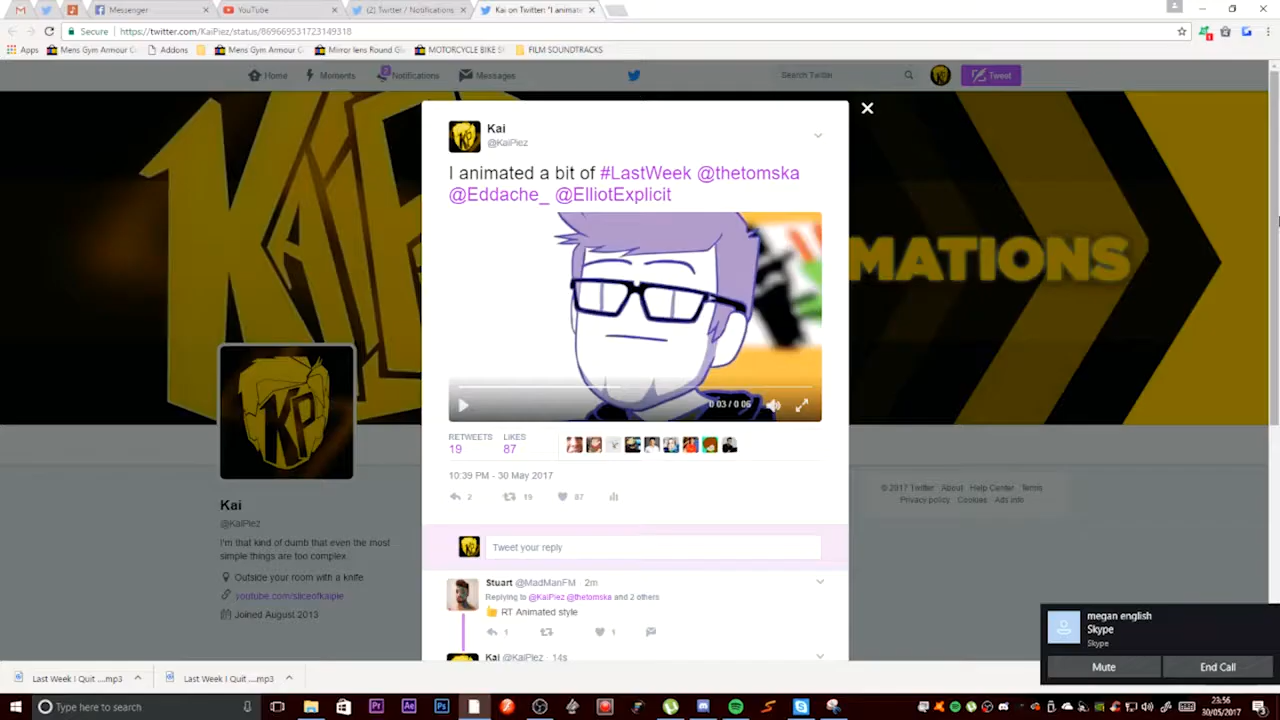 Messenger
YouTube
(2) Twitter / Notifications
Kai on Twitter: "I animate
Secure
https://twitter.com/KaiPiez/status/869669531723149318
Apps
Mens Gym Armour C
Addons
Mens Gym Armour C
Mirror lens Round Gl
MOTORCYCLE BIKE S
FILM SOUNDTRACKS
Home
Moments
Notifications
Messages
Search Twitter
Tweet
Kai
@KaiPiez
I animated a bit of #LastWeek @thetomska
@Eddache_ @ElliotExplicit
MATIONS
0:03 / 0:06
RETWEETS
LIKES
19
87
10:39 PM - 30 May 2017
2
19
87
KP
Kai
@KaiPiez
I'm that kind of dumb that even the most
simple things are too complex
Outside your room with a knife
youtube.com/sliceofkaipie
Joined August 2013
© 2017 Twitter About Help Center Terms
Privacy policy Cookies Ads info
Tweet your reply
Stuart @MadManFM 2m
Replying to @KaiPiez @thetomska and 2 others
RT Animated style
1
1
Kai @KaiPiez 14s
megan english
Skype
Skype
Mute
End Call
Last Week I Quit ....mp3
Last Week I Quit ....mp3
Type here to search
Pr
Ae
Ps
23:56
30/05/2017